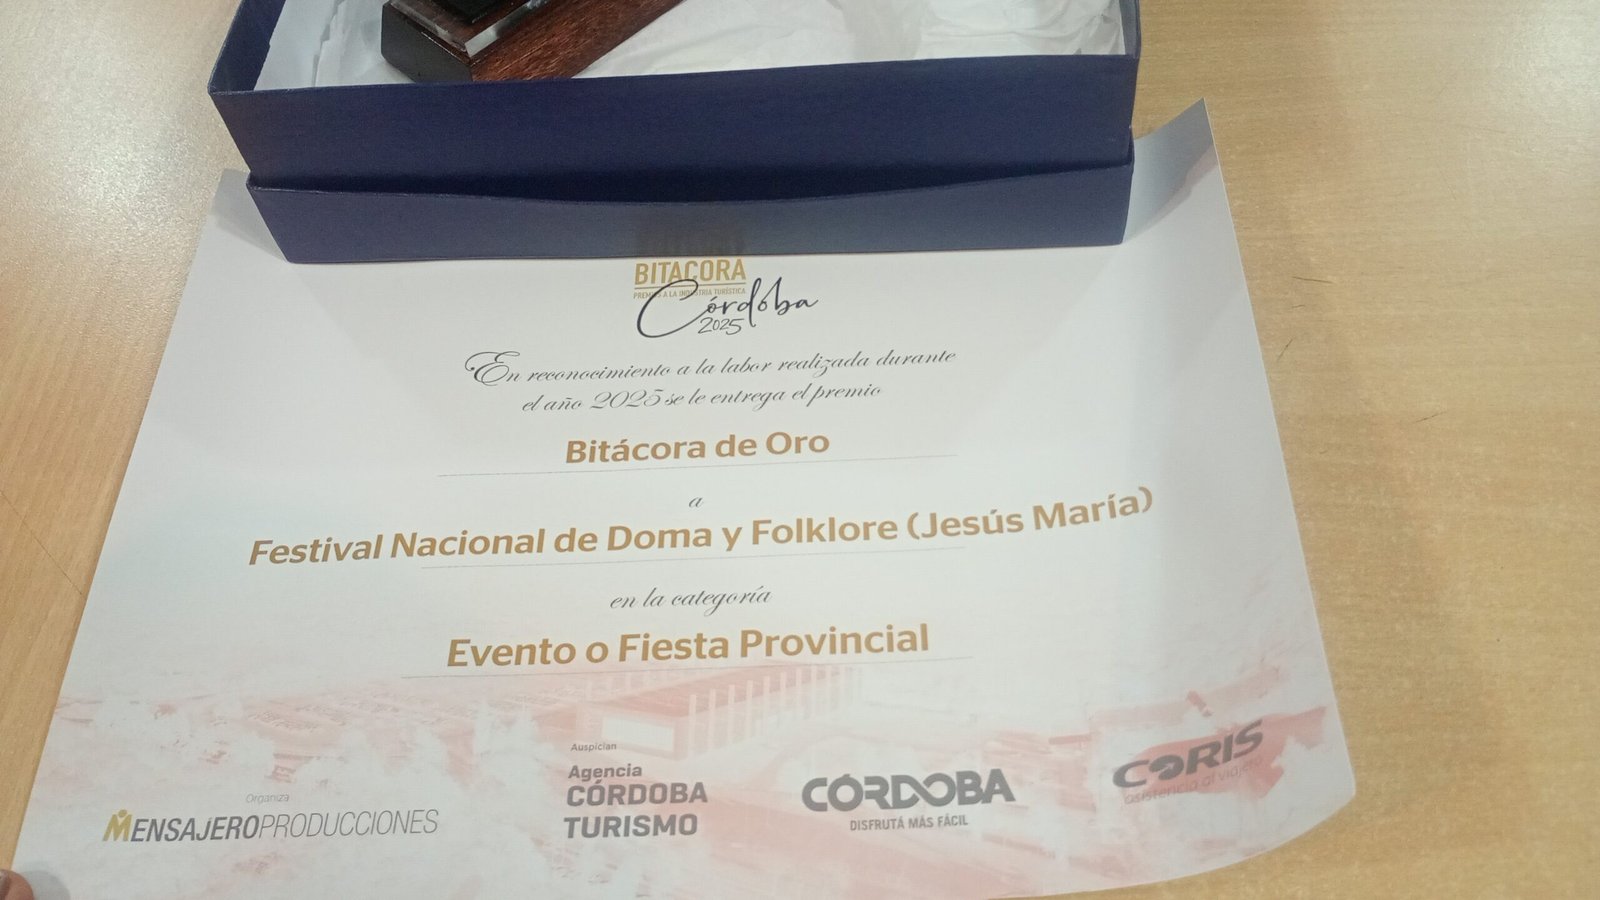 BITACORA
PREMIOS A LA INDUSTRIA TURÍSTICA
Córdoba
2025
En reconocimiento a la labor realizada durante
el año 2025 se le entrega el premio
Bitácora de Oro
a
Festival Nacional de Doma y Folklore (Jesús María)
en la categoría
Evento o Fiesta Provincial
Organiza
MENSAJEROPRODUCCIONES
Auspician
Agencia
CÓRDOBA
TURISMO
CÓRDOBA
DISFRUTÁ MÁS FÁCIL
CORIS
asistencia al viajero